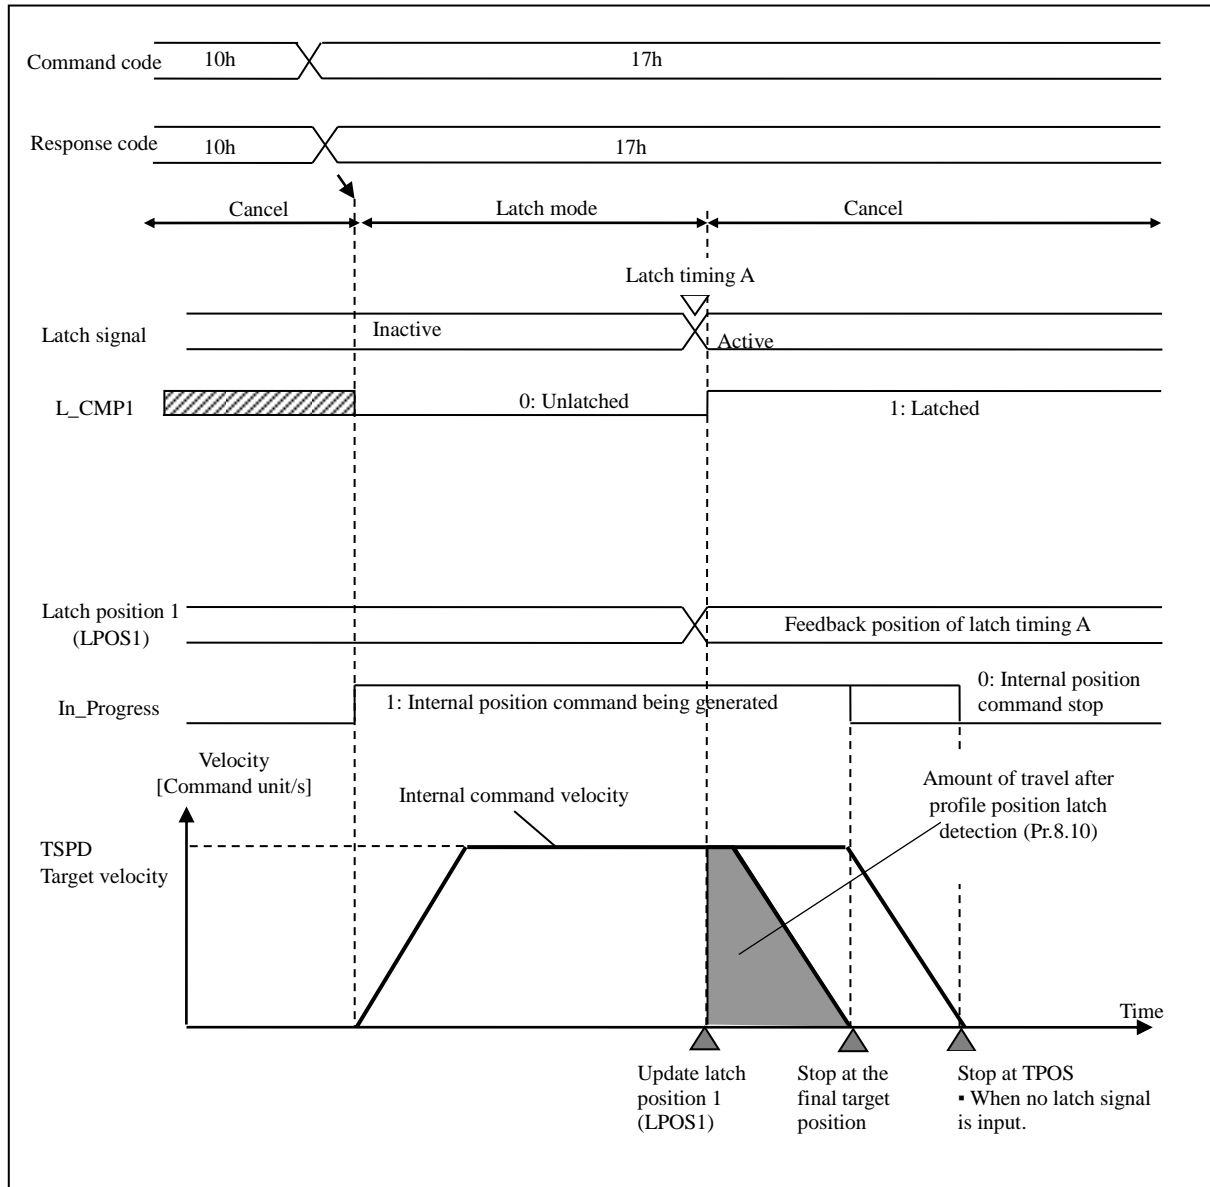 Command code
10h
17h
Response code
10h
17h
Cancel
Latch mode
Cancel
Latch timing A
Latch signal
Inactive
Active
L_CMP1
0: Unlatched
1: Latched
Latch position 1
(LPOS1)
Feedback position of latch timing A
In_Progress
1: Internal position command being generated
0: Internal position
command stop
Velocity
[Command unit/s]
Internal command velocity
Amount of travel after
profile position latch
detection (Pr.8.10)
TSPD
Target velocity
Time
Update latch
position 1
(LPOS1)
Stop at the
final target
position
Stop at TPOS
▪ When no latch signal
is input.